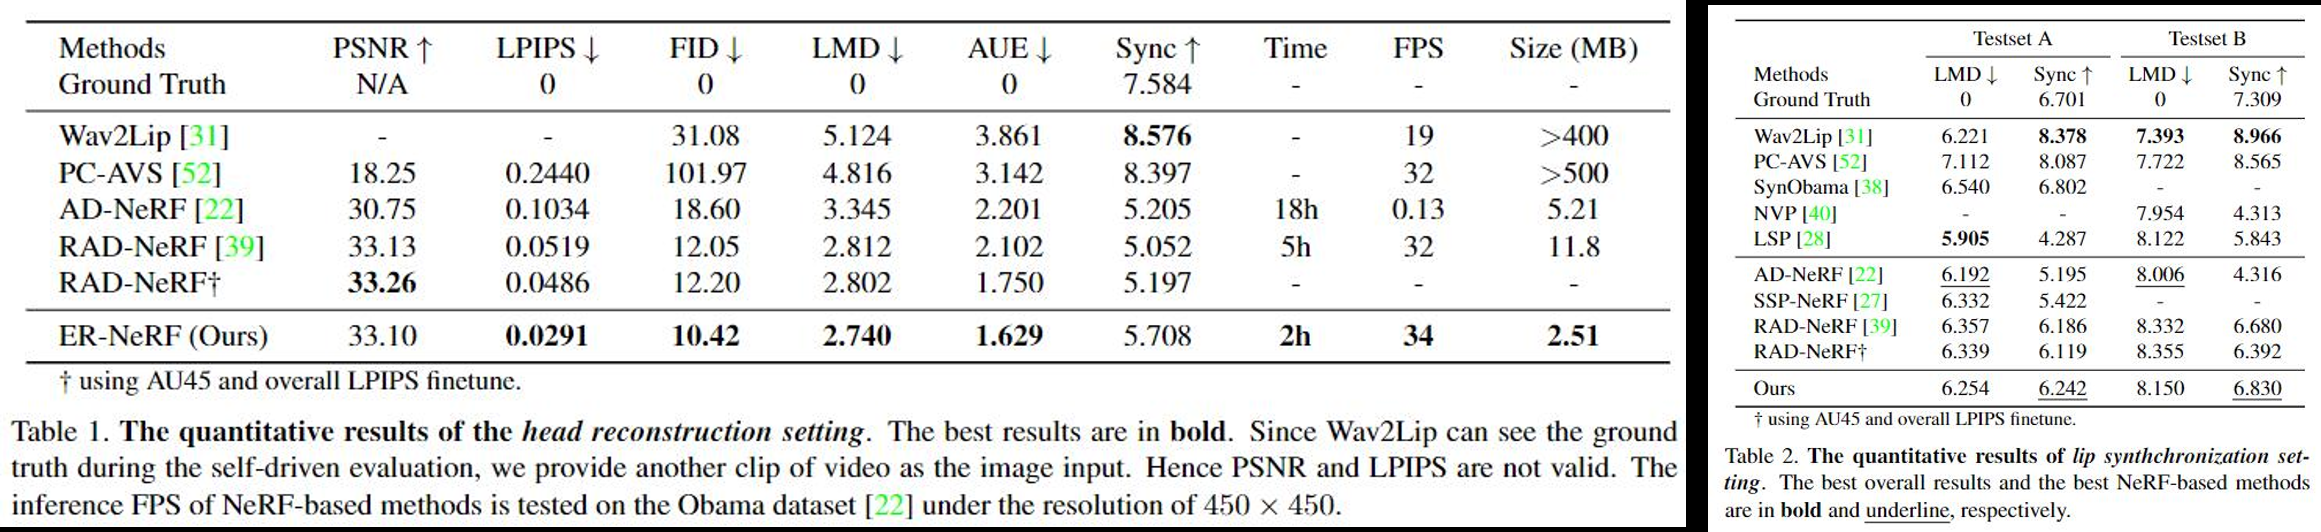 Methods PSNR ↑ LPIPS ↓ FID ↓ LMD ↓ AUE ↓ Sync ↑ Time FPS Size (MB)
Ground Truth N/A 0 0 0 0 7.584 - - -
Wav2Lip [31] - - 31.08 5.124 3.861 8.576 - 19 >400
PC-AVS [52] 18.25 0.2440 101.97 4.816 3.142 8.397 - 32 >500
AD-NeRF [22] 30.75 0.1034 18.60 3.345 2.201 5.205 18h 0.13 5.21
RAD-NeRF [39] 33.13 0.0519 12.05 2.812 2.102 5.052 5h 32 11.8
RAD-NeRF† 33.26 0.0486 12.20 2.802 1.750 5.197 - - -
ER-NeRF (Ours) 33.10 0.0291 10.42 2.740 1.629 5.708 2h 34 2.51
† using AU45 and overall LPIPS finetune.
Table 1. The quantitative results of the head reconstruction setting. The best results are in bold. Since Wav2Lip can see the ground
truth during the self-driven evaluation, we provide another clip of video as the image input. Hence PSNR and LPIPS are not valid. The
inference FPS of NeRF-based methods is tested on the Obama dataset [22] under the resolution of 450 × 450.
Testset A Testset B
Methods LMD ↓ Sync ↑ LMD ↓ Sync ↑
Ground Truth 0 6.701 0 7.309
Wav2Lip [31] 6.221 8.378 7.393 8.966
PC-AVS [52] 7.112 8.087 7.722 8.565
SynObama [38] 6.540 6.802 - -
NVP [40] - - 7.954 4.313
LSP [28] 5.905 4.287 8.122 5.843
AD-NeRF [22] 6.192 5.195 8.006 4.316
SSP-NeRF [27] 6.332 5.422 - -
RAD-NeRF [39] 6.357 6.186 8.332 6.680
RAD-NeRF† 6.339 6.119 8.355 6.392
Ours 6.254 6.242 8.150 6.830
† using AU45 and overall LPIPS finetune.
Table 2. The quantitative results of lip synthchronization set-
ting. The best overall results and the best NeRF-based methods
are in bold and underline, respectively.